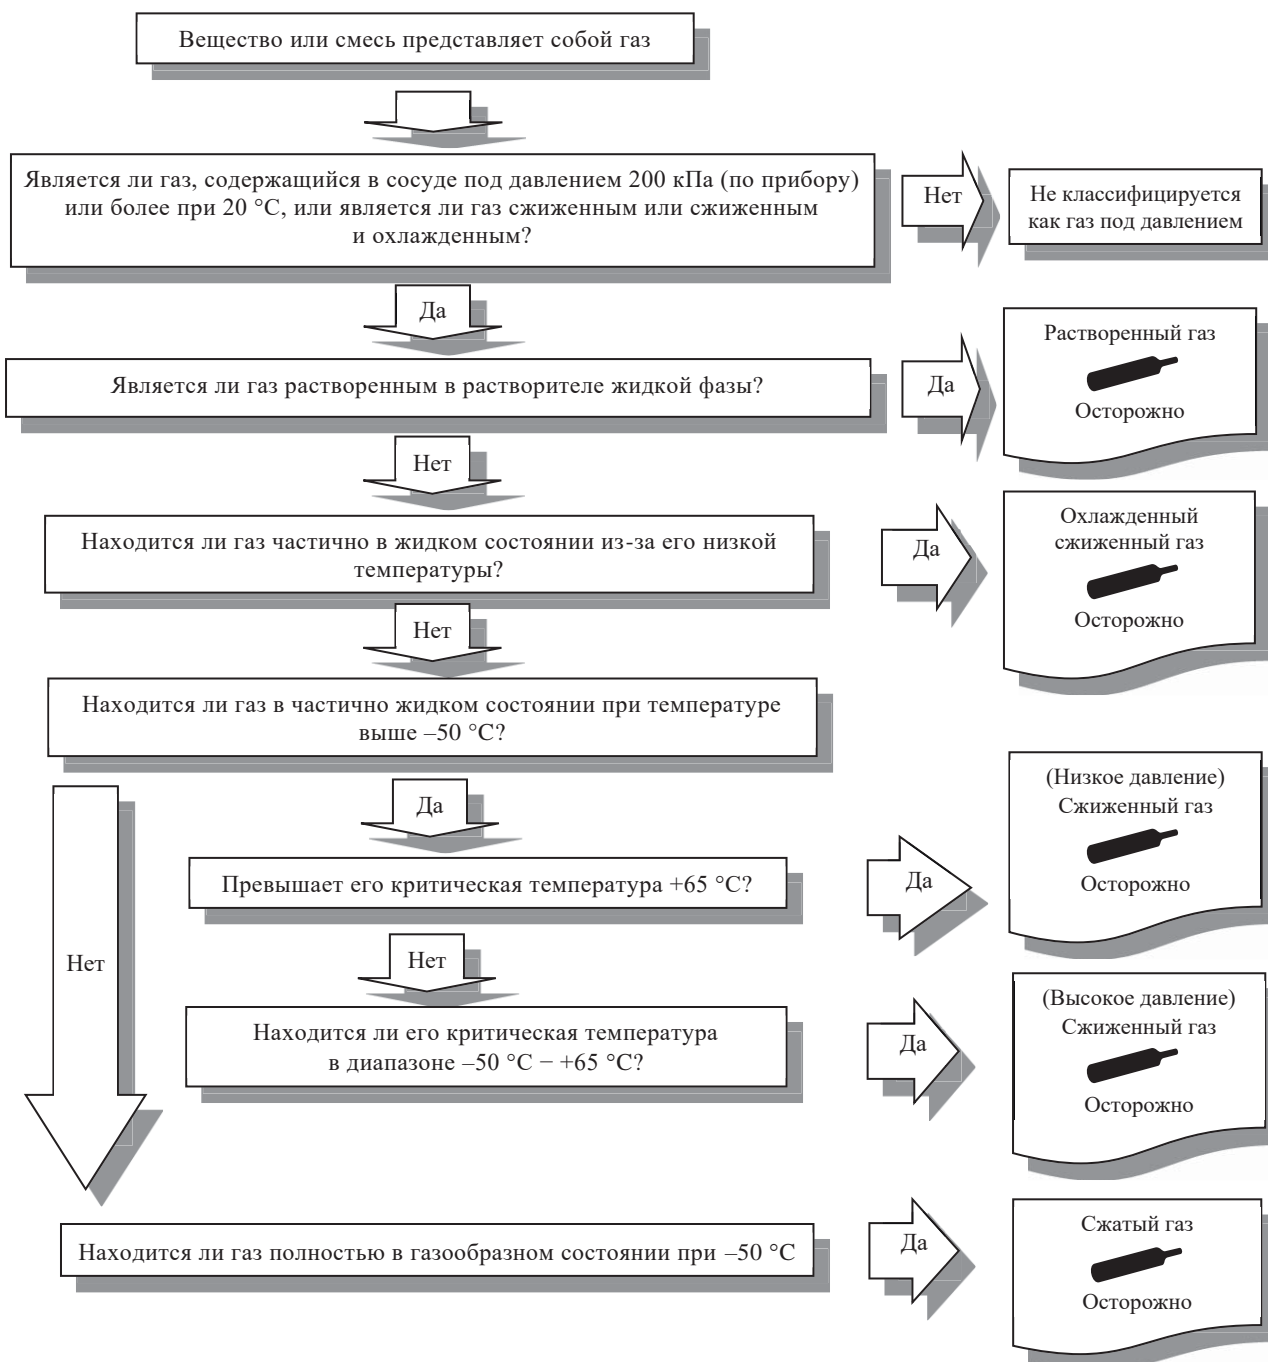 Вещество или смесь представляет собой газ
Является ли газ, содержащийся в сосуде под давлением 200 кПа (по прибору)
или более при 20 °C, или является ли газ сжиженным или сжиженным
и охлажденным?
Нет
Не классифицируется
как газ под давлением
Да
Является ли газ растворенным в растворителе жидкой фазы?
Да
Растворенный газ
Осторожно
Нет
Находится ли газ частично в жидком состоянии из-за его низкой
температуры?
Да
Охлажденный
сжиженный газ
Осторожно
Нет
Находится ли газ в частично жидком состоянии при температуре
выше –50 °C?
Да
Превышает его критическая температура +65 °C?
Да
(Низкое давление)
Сжиженный газ
Осторожно
Нет
Нет
Находится ли его критическая температура
в диапазоне –50 °C − +65 °C?
Да
(Высокое давление)
Сжиженный газ
Осторожно
Находится ли газ полностью в газообразном состоянии при –50 °C
Да
Сжатый газ
Осторожно